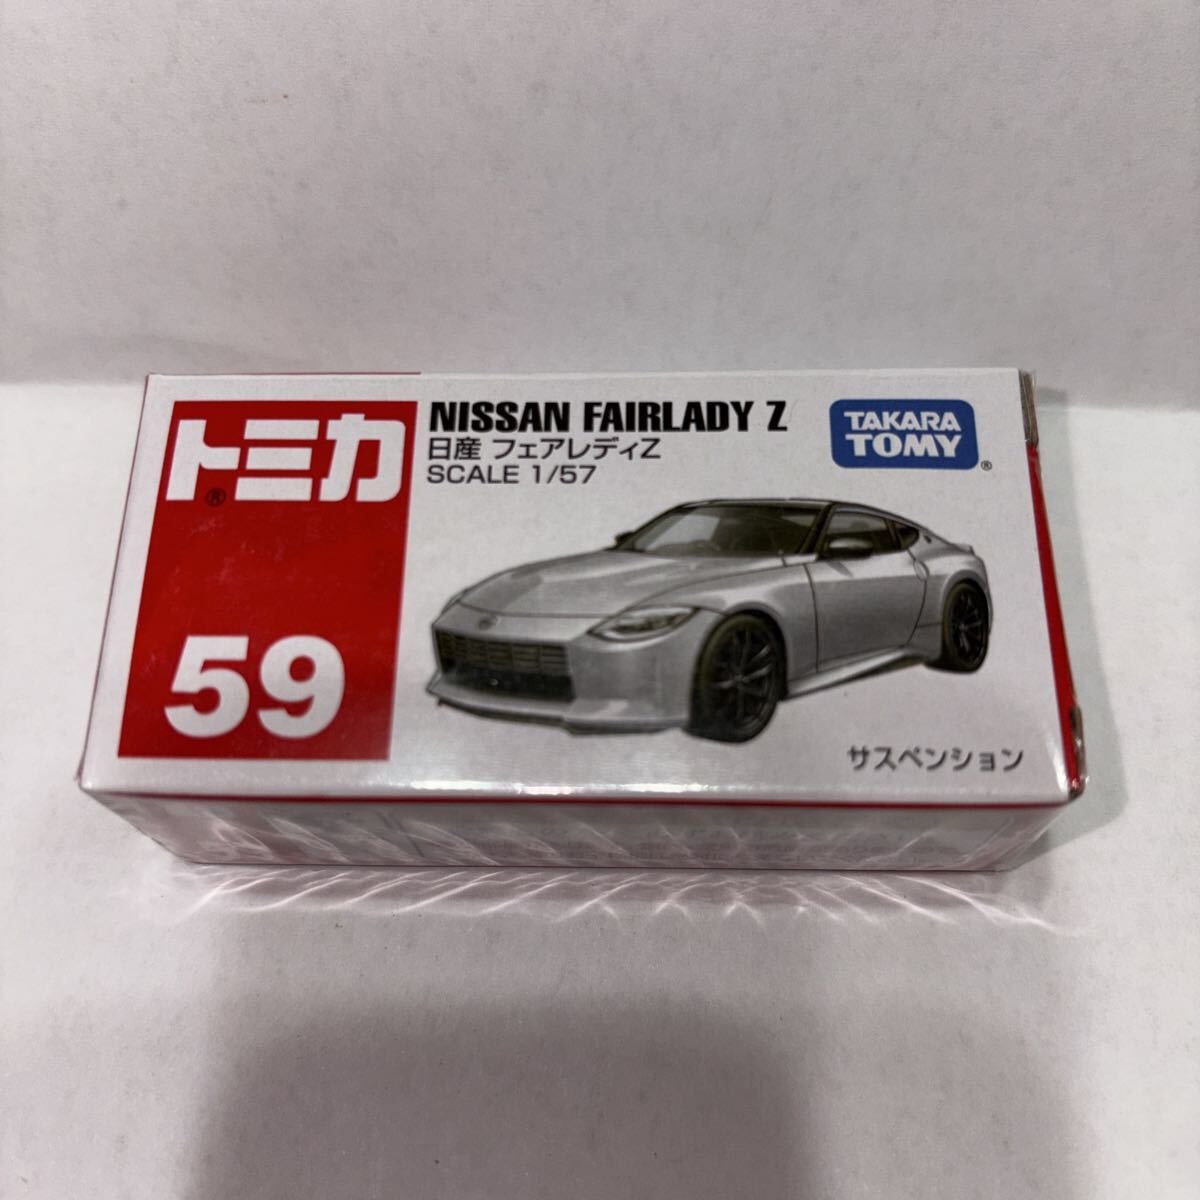 トミカ®
59
NISSAN FAIRLADY Z
日産 フェアレディZ
SCALE 1/57
TAKARA
TOMY®
サスペンション